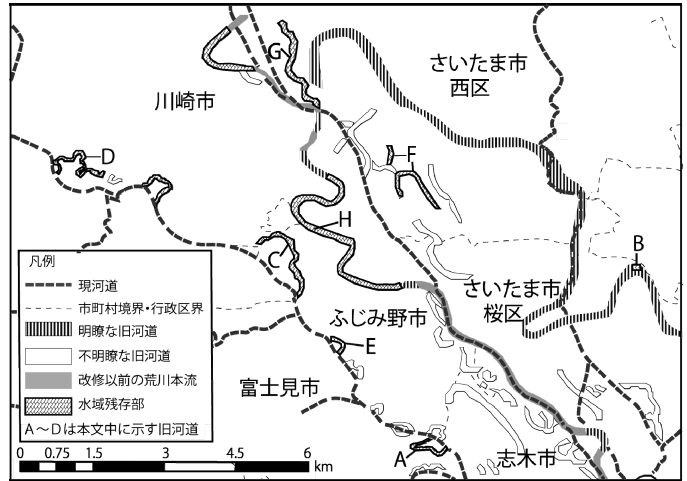 G
さいたま市
西区
川崎市
D
F
H
B
C
さいたま市
桜区
ふじみ野市
E
富士見市
A
志木市
凡例
現河道
市町村境界・行政区界
明瞭な旧河道
不明瞭な旧河道
改修以前の荒川本流
水域残存部
A～Dは本文中に示す旧河道
0 0.75 1.5 3 4.5 6
km